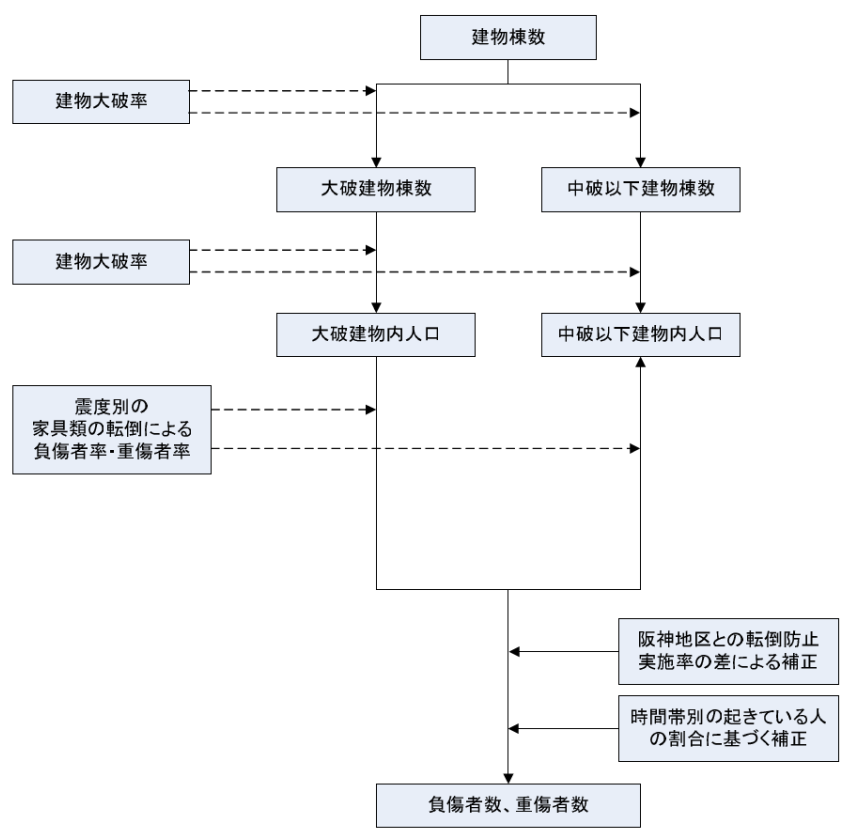 建物棟数
建物大破率
大破建物棟数
中破以下建物棟数
建物大破率
大破建物内人口
中破以下建物内人口
震度別の
家具類の転倒による
負傷者率・重傷者率
阪神地区との転倒防止
実施率の差による補正
時間帯別の起きている人
の割合に基づく補正
負傷者数、重傷者数